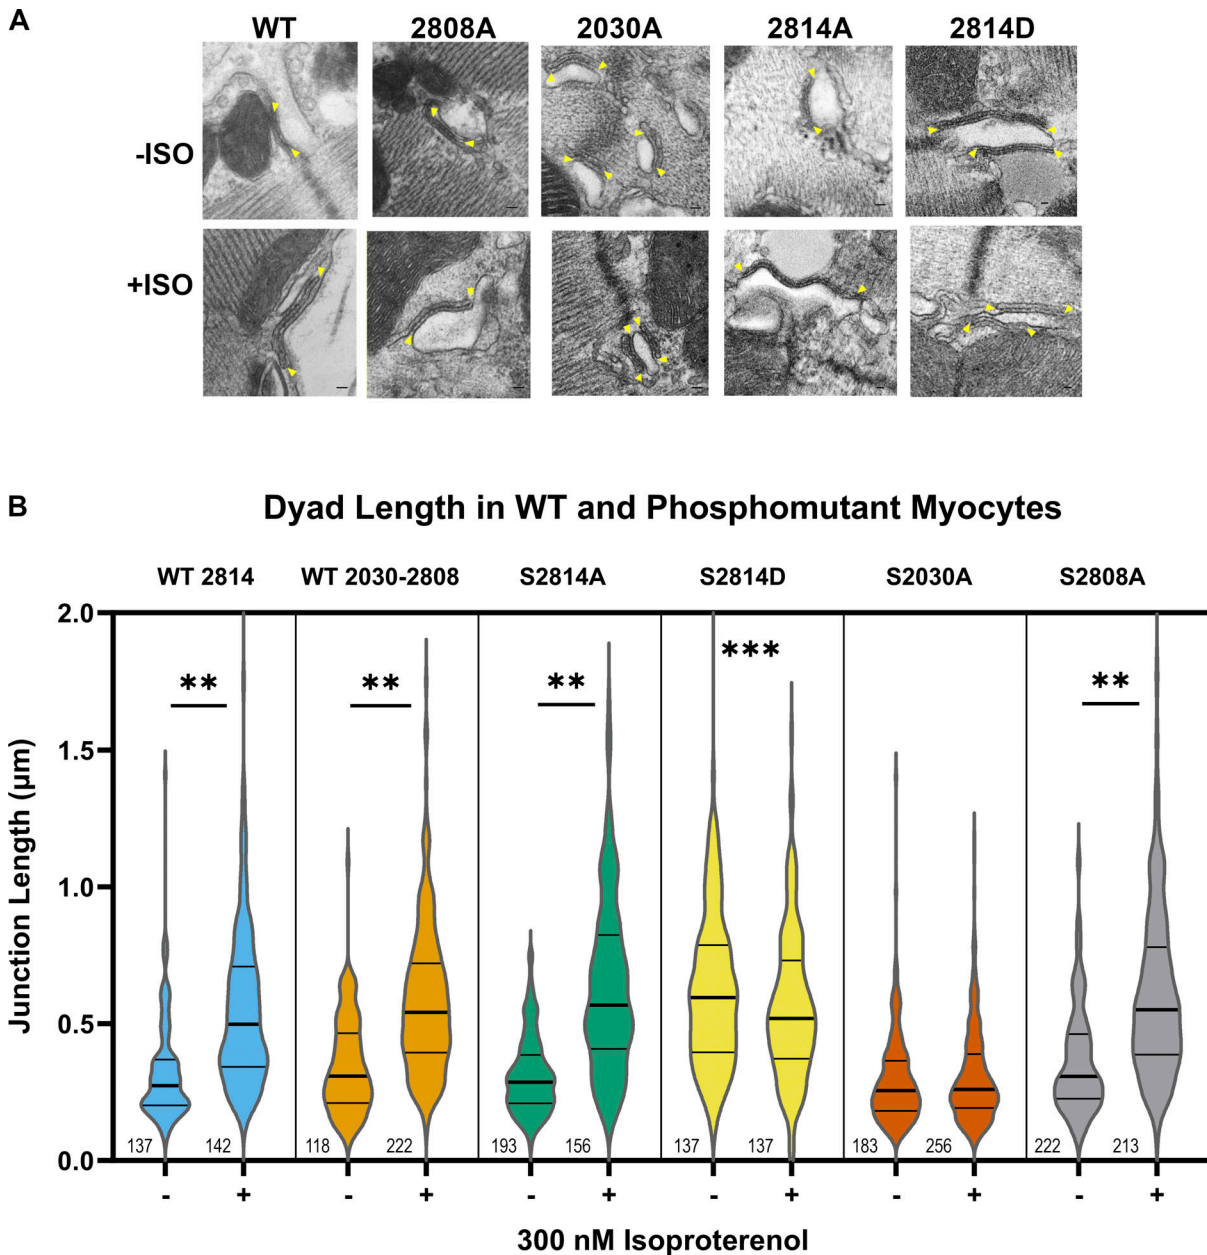 A
WT 2808A 2030A 2814A 2814D
-ISO
+ISO
B
Dyad Length in WT and Phosphomutant Myocytes
WT 2814 WT 2030-2808 S2814A S2814D S2030A S2808A
2.0
1.5
1.0
0.5
0.0
Junction Length (μm)
** ** ** *** **
137 142 118 222 193 156 137 137 183 256 222 213
- + - + - + - + - + - +
300 nM Isoproterenol